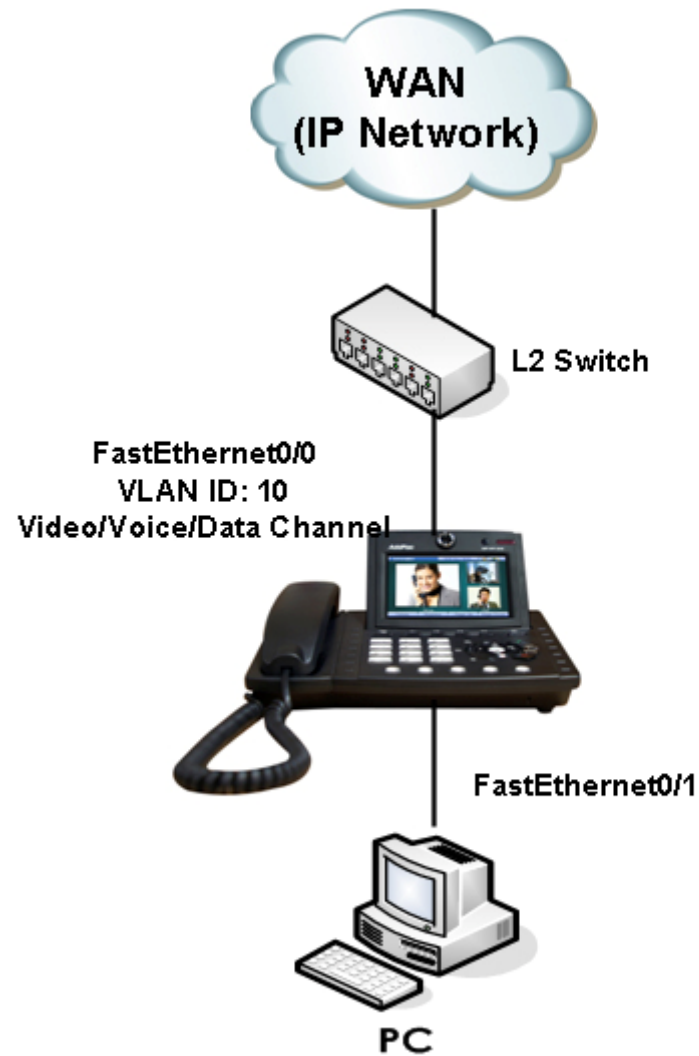 WAN
(IP Network)
L2 Switch
FastEthernet0/0
VLAN ID: 10
Video/Voice/Data Channel
FastEthernet0/1
PC